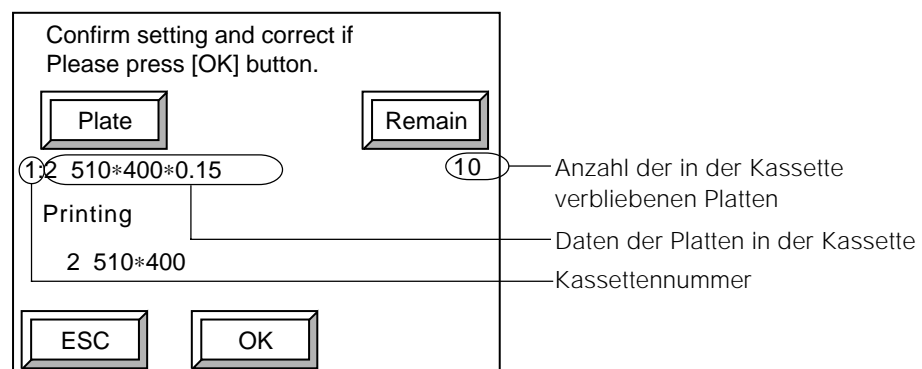 Confirm setting and correct if
Please press [OK] button.
Plate Remain
1:2 510*400*0.15 10
Anzahl der in der Kassette
verbliebenen Platten
Printing
Daten der Platten in der Kassette
2 510*400
Kassettennummer
ESC OK